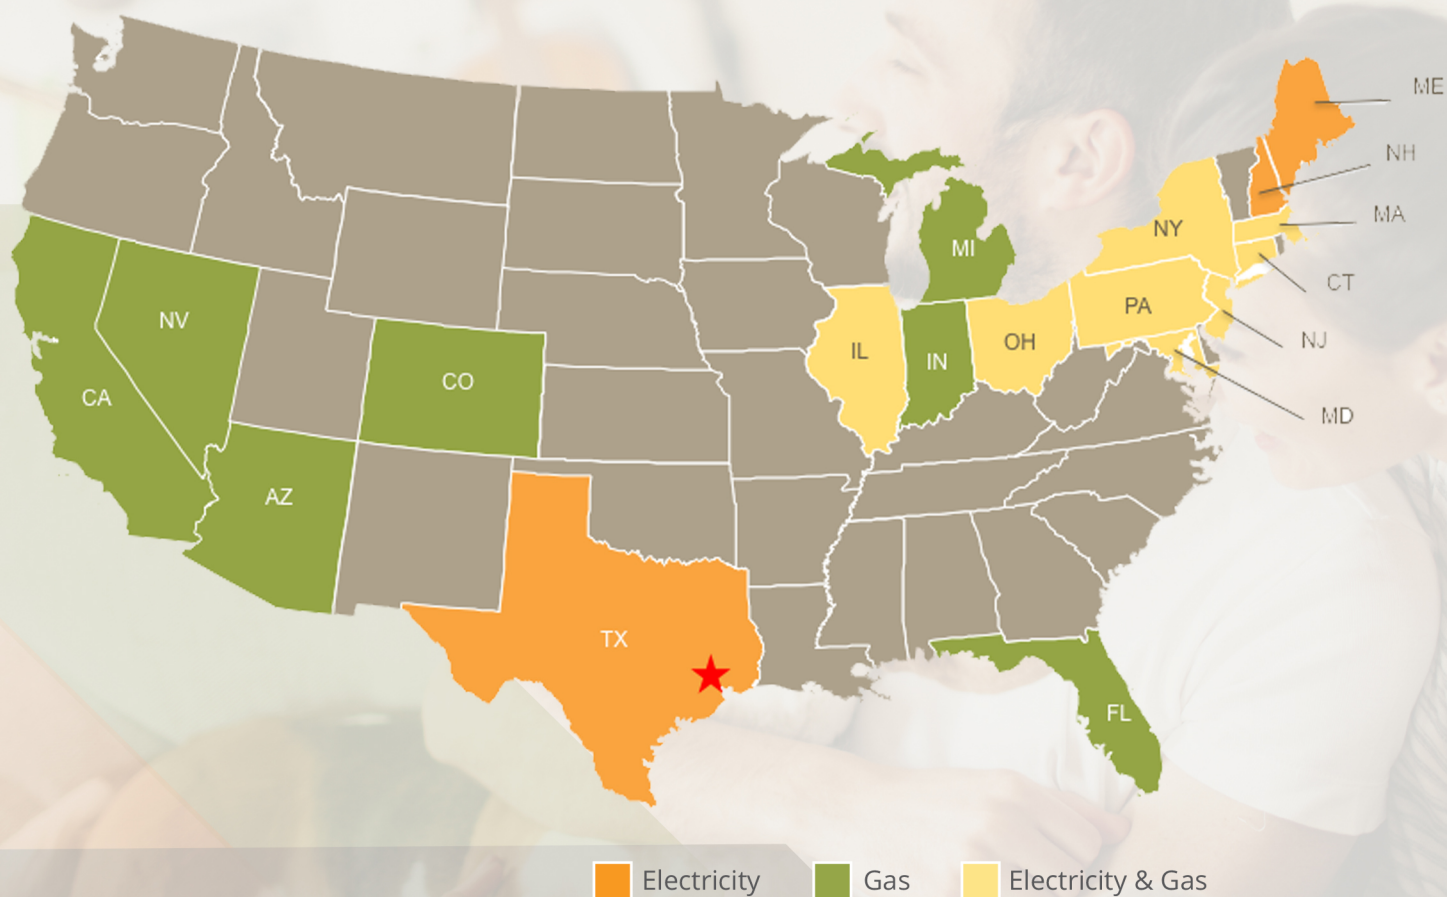 ME
NH
MA
NY
MI
CT
PA
NV
NJ
OH
IL
IN
CO
CA
MD
AZ
TX
FL
Electricity
Gas
Electricity & Gas